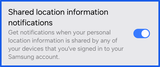 Shared location information
notifications
Get notifications when your personal
location information is shared by any of
your devices that you've signed in to your
Samsung account.